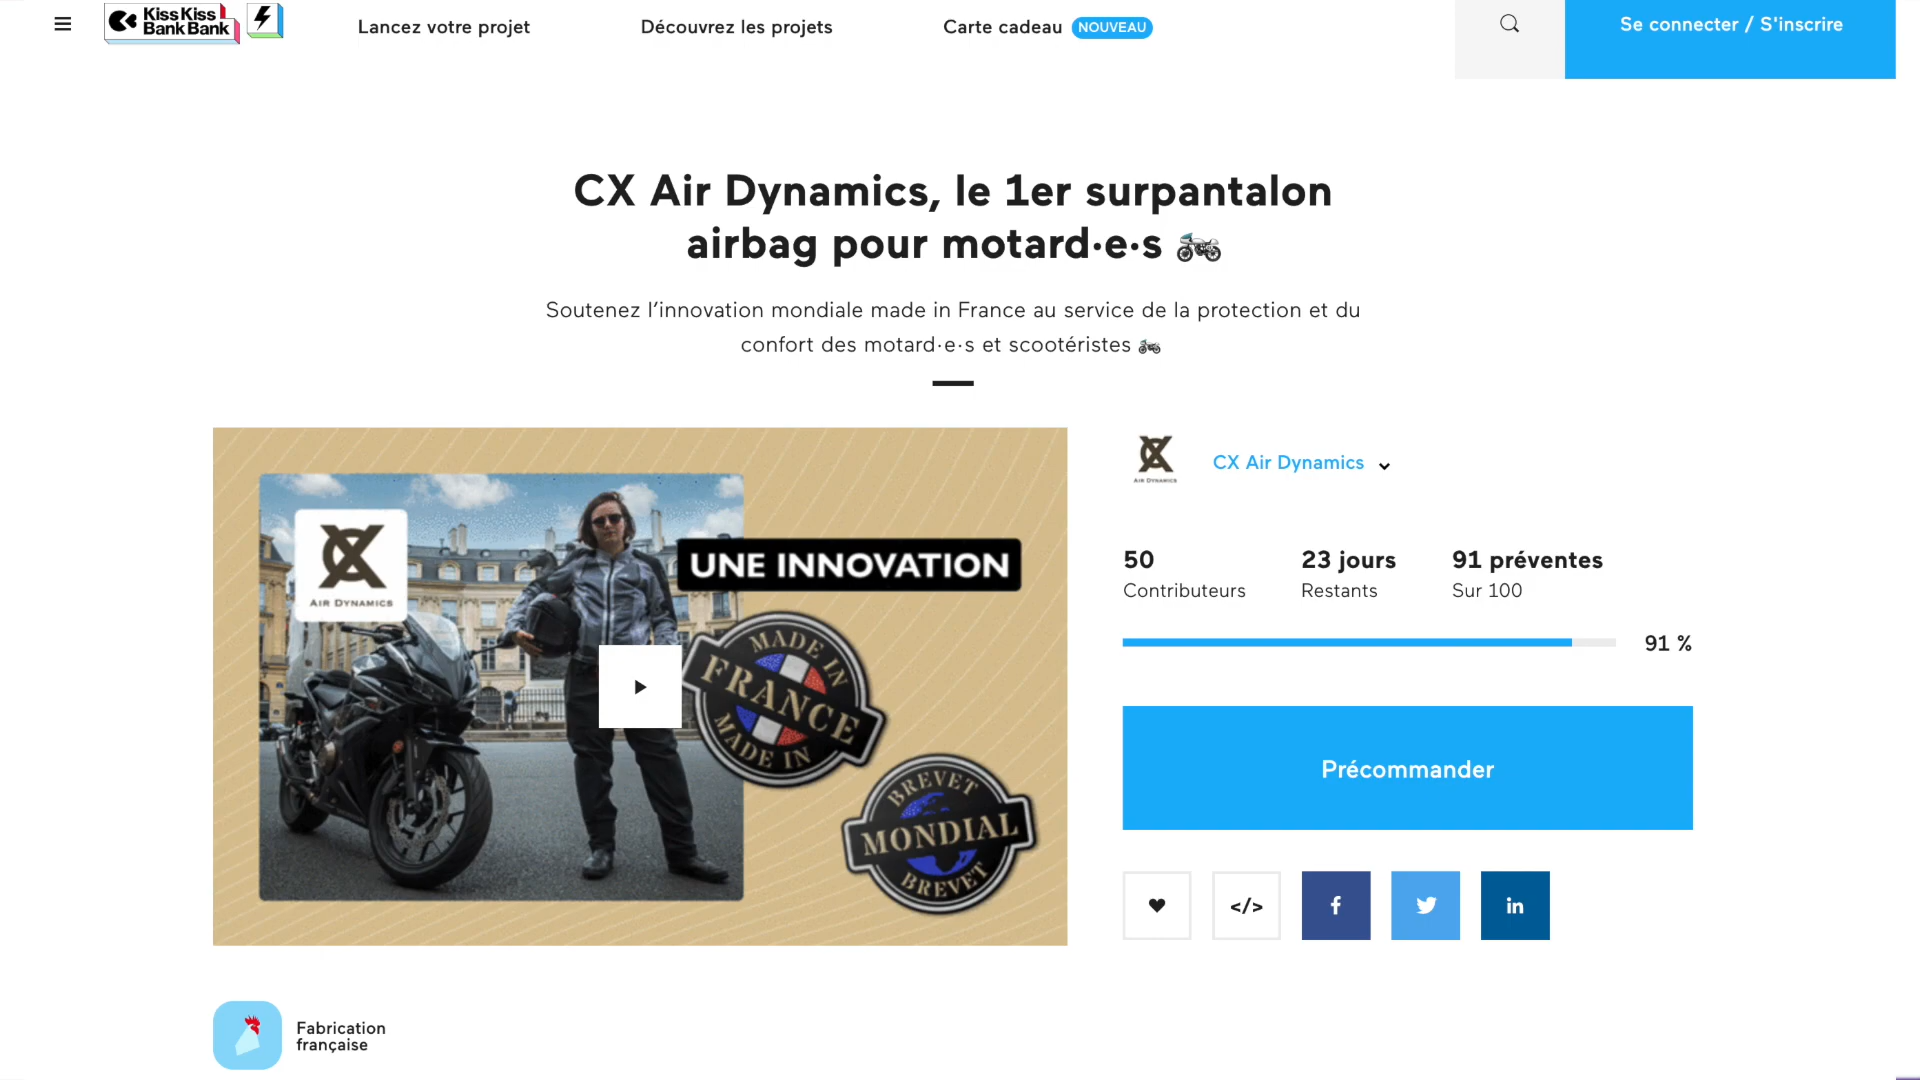 KissKiss
BankBank
Lancez votre projet
Découvrez les projets
Carte cadeau NOUVEAU
Se connecter / S'inscrire
CX Air Dynamics, le 1er surpantalon
airbag pour motard·e·s
Soutenez l’innovation mondiale made in France au service de la protection et du
confort des motard·e·s et scootéristes
AIR DYNAMICS
UNE INNOVATION
MADE IN
FRANCE
MADE IN
BREVET
MONDIAL
BREVET
AIR DYNAMICS
CX Air Dynamics
50
Contributeurs
23 jours
Restants
91 préventes
Sur 100
91 %
Précommander
</>
f
in
Fabrication
française